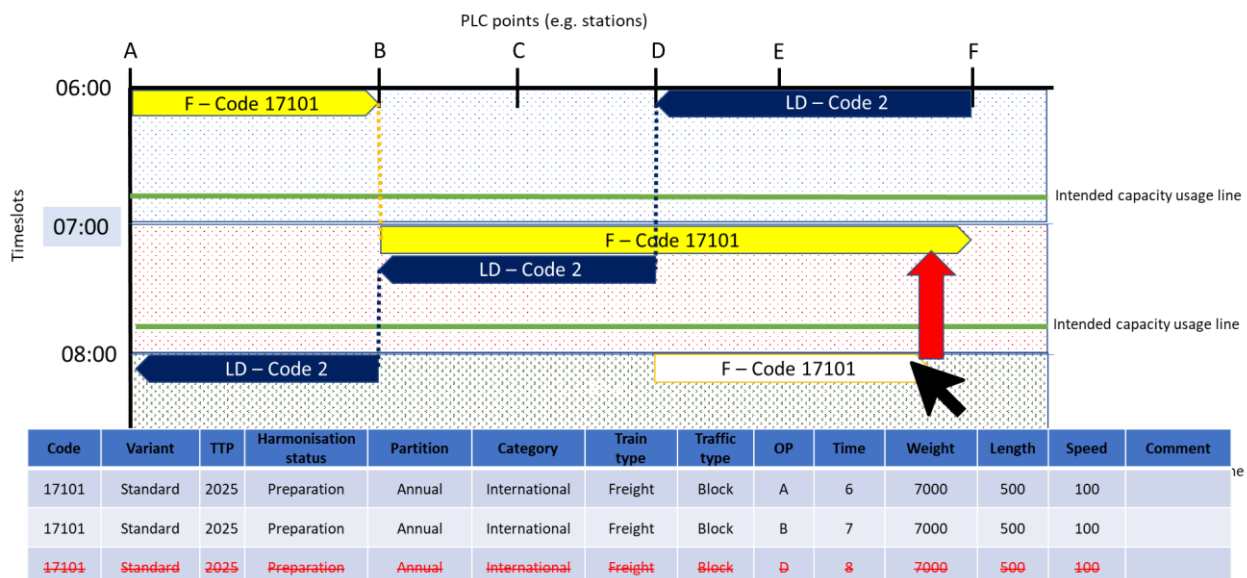 PLC points (e.g. stations)
A B C D E F
06:00
F – Code 17101 LD – Code 2
Intended capacity usage line
Timeslots
07:00
F – Code 17101
LD – Code 2
Intended capacity usage line
08:00
LD – Code 2 F – Code 17101
Code Variant TTP Harmonisation status Partition Category Train type Traffic type OP Time Weight Length Speed Comment
ne
17101 Standard 2025 Preparation Annual International Freight Block A 6 7000 500 100
17101 Standard 2025 Preparation Annual International Freight Block B 7 7000 500 100
17101 Standard 2025 Preparation Annual International Freight Block D 8 7000 500 100